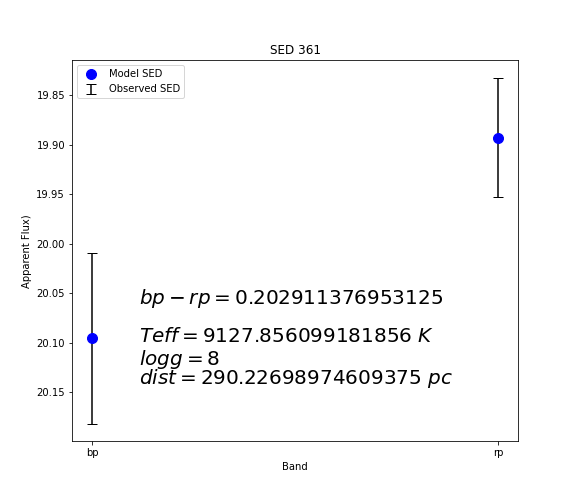 SED 361
Model SED
Observed SED
19.85
19.90
19.95
20.00
20.05
20.10
20.15
Apparent Flux)
bp − rp = 0.202911376953125
Teff = 9127.856099181856 K
logg = 8
dist = 290.22698974609375 pc
bp
rp
Band